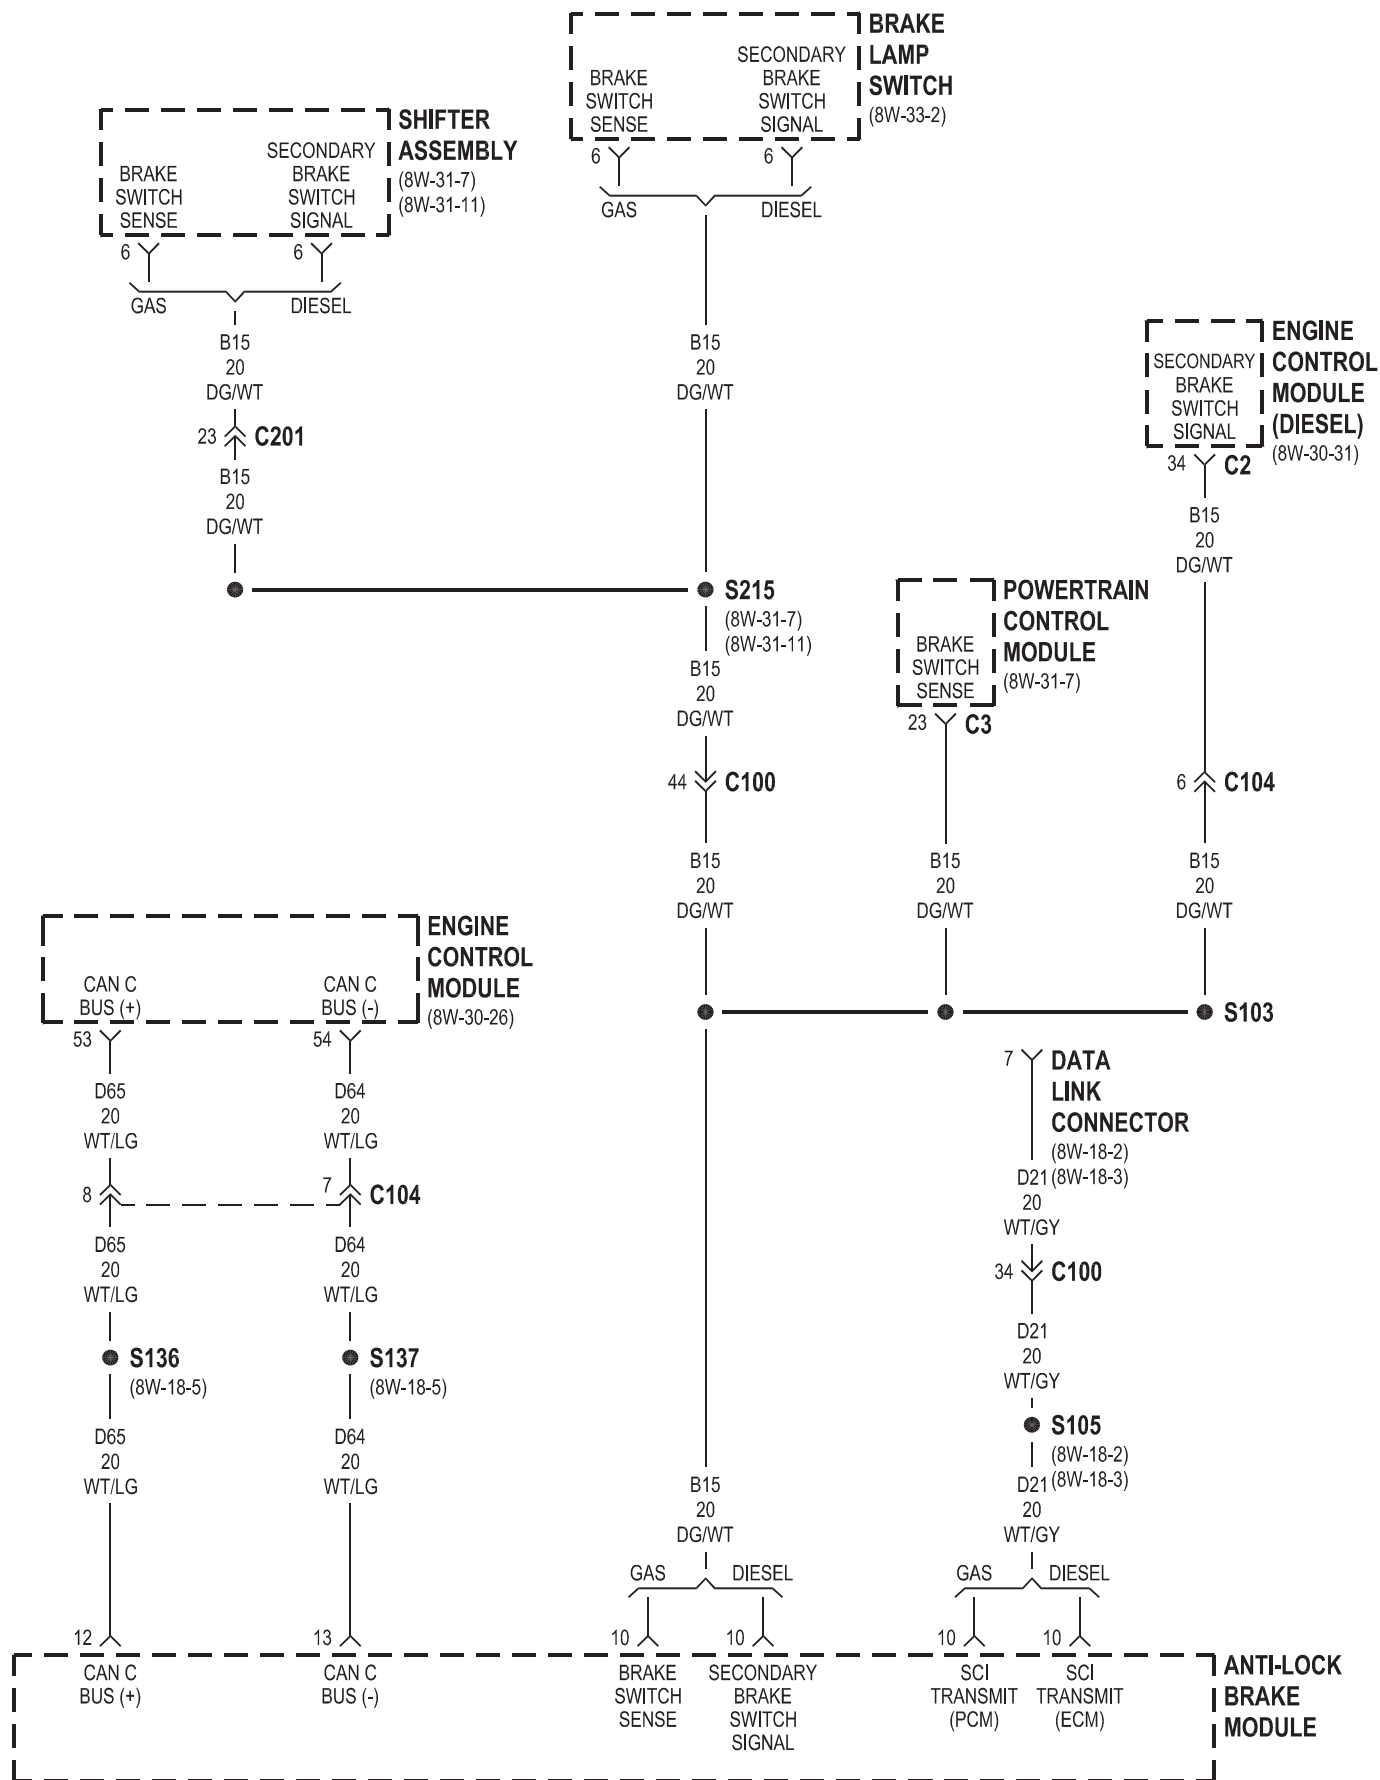 BRAKE
LAMP
SWITCH
(8W-33-2)
BRAKE
SWITCH
SENSE
SECONDARY
BRAKE
SWITCH
SIGNAL
6
6
GAS
DIESEL
SHIFTER
ASSEMBLY
(8W-31-7)
(8W-31-11)
BRAKE
SWITCH
SENSE
SECONDARY
BRAKE
SWITCH
SIGNAL
6
6
GAS
DIESEL
B15
20
DG/WT
23
C201
B15
20
DG/WT
B15
20
DG/WT
S215
(8W-31-7)
(8W-31-11)
B15
20
DG/WT
44
C100
B15
20
DG/WT
ENGINE
CONTROL
MODULE
(DIESEL)
(8W-30-31)
SECONDARY
BRAKE
SWITCH
SIGNAL
34
C2
B15
20
DG/WT
6
C104
B15
20
DG/WT
POWERTRAIN
CONTROL
MODULE
(8W-31-7)
BRAKE
SWITCH
SENSE
23
C3
B15
20
DG/WT
S103
ENGINE
CONTROL
MODULE
(8W-30-26)
CAN C
BUS (+)
CAN C
BUS (-)
53
54
D65
20
WT/LG
D64
20
WT/LG
8
7
C104
D65
20
WT/LG
D64
20
WT/LG
S136
(8W-18-5)
S137
(8W-18-5)
D65
20
WT/LG
D64
20
WT/LG
7
DATA
LINK
CONNECTOR
(8W-18-2)
(8W-18-3)
D21
20
WT/GY
34
C100
D21
20
WT/GY
S105
(8W-18-2)
(8W-18-3)
D21
20
WT/GY
B15
20
DG/WT
GAS
DIESEL
GAS
DIESEL
12
13
10
10
10
10
CAN C
BUS (+)
CAN C
BUS (-)
BRAKE
SWITCH
SENSE
SECONDARY
BRAKE
SWITCH
SIGNAL
SCI
TRANSMIT
(PCM)
SCI
TRANSMIT
(ECM)
ANTI-LOCK
BRAKE
MODULE